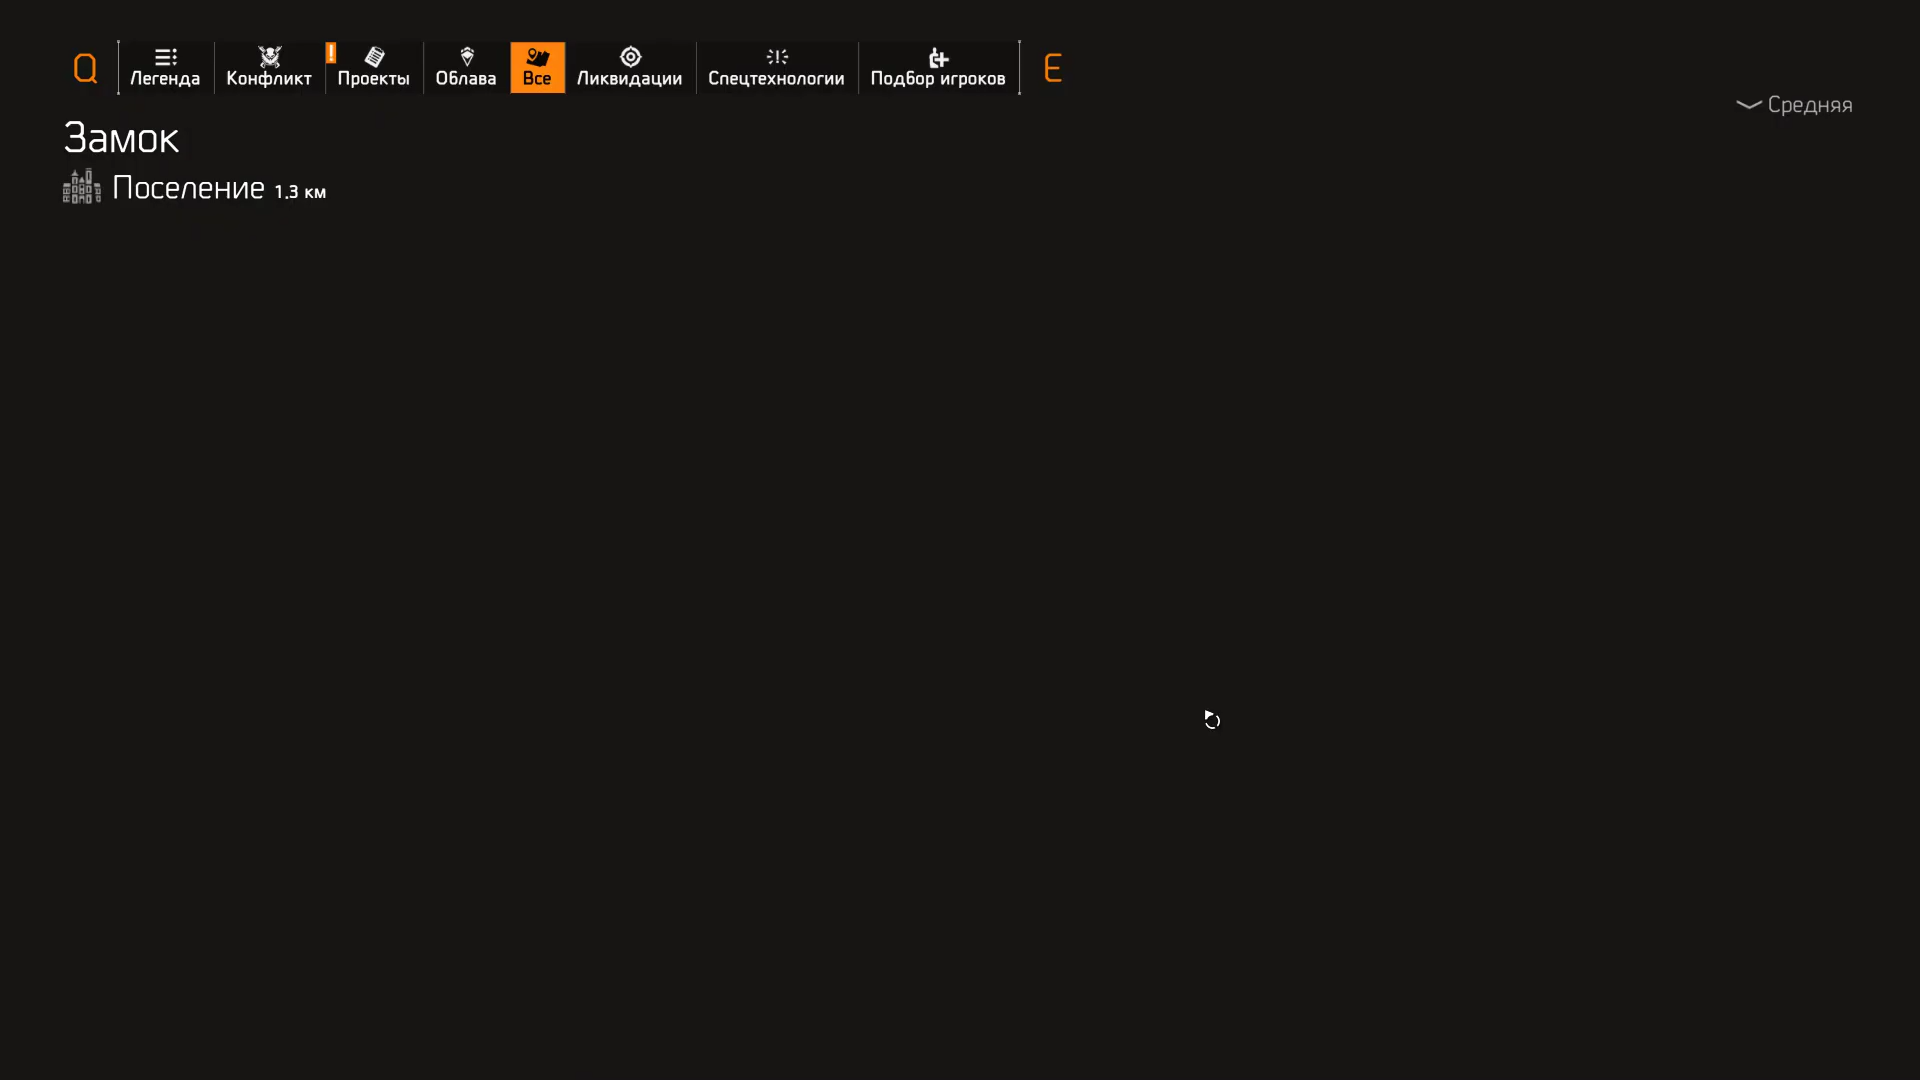 Q Легенда Конфликт ! Проекты Облава Все Ликвидации Спецтехнологии Подбор игроков E
Средняя
Замок
Поселение 1.3 км